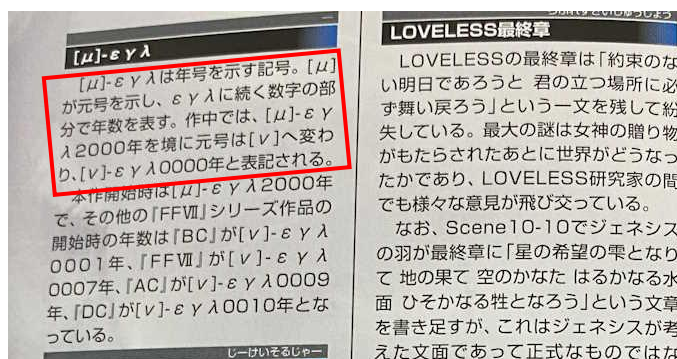 [μ]-εγλ
[μ]-εγλは年号を示す記号。[μ]
が元号を示し、εγλに続く数字の部
分で年数を表す。作中では、[μ]-εγ
λ2000年を境に元号は[ν]へ変わ
り、[ν]-εγλ0000年と表記される。
本作開始時は[μ]-εγλ2000年
で、その他の『FFⅦ』シリーズ作品の
開始時の年数は『BC』が[ν]-εγλ
0001年、『FFⅦ』が[ν]-εγλ
0007年、『AC』が[ν]-εγλ0009
年、『DC』が[ν]-εγλ0010年とな
っている。
じーけいそるじゃー
LOVELESS最終章
LOVELESSの最終章は「約束のな
い明日であろうと 君の立つ場所に必
ず舞い戻ろう」という一文を残して紛
失している。最大の謎は女神の贈り物
がもたらされたあとに世界がどうなっ
たかであり、LOVELESS研究家の間
でも様々な意見が飛び交っている。
なお、Scene10-10でジェネシス
の羽が最終章に「星の希望の雫となり
て 地の果て 空のかなた はるかなる水
面 ひそかなる牲となろう」という文章
を書き足すが、これはジェネシスが考
えた文面であって正式なものではな